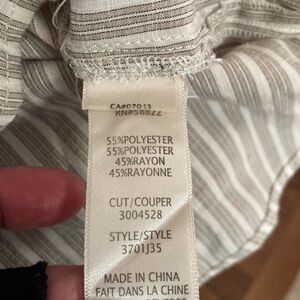 CA#07013
RN#58822
55%POLYESTER
55%POLYESTER
45%RAYON
45%RAYONNE
CUT/COUPER
3004528
STYLE/STYLE
3701J35
MADE IN CHINA
FAIT DANS LA CHINE